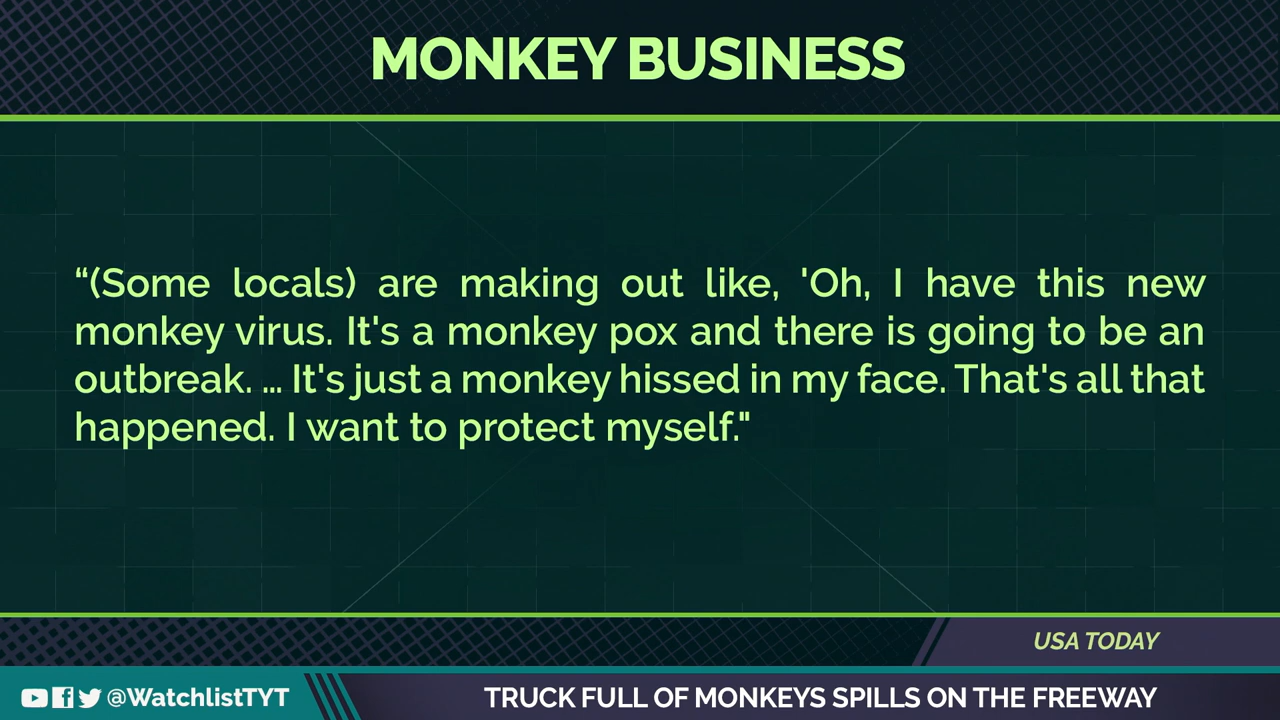 MONKEY BUSINESS
“(Some locals) are making out like, 'Oh, I have this new
monkey virus. It's a monkey pox and there is going to be an
outbreak. ... It's just a monkey hissed in my face. That's all that
happened. I want to protect myself."
USA TODAY
@WatchlistTYT
TRUCK FULL OF MONKEYS SPILLS ON THE FREEWAY